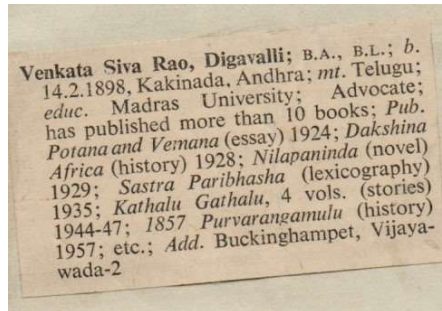 Venkata Siva Rao, Digavalli; B.A., B.L.; b.
14.2.1898, Kakinada, Andhra; mt. Telugu;
educ. Madras University; Advocate;
has published more than 10 books; Pub.
Potana and Vemana (essay) 1924; Dakshina
Africa (history) 1928; Nilapaninda (novel)
1929; Sastra Paribhasha (lexicography)
1935; Kathalu Gathalu, 4 vols. (stories)
1944-47; 1857 Purvarangamulu (history)
1957; etc.; Add. Buckinghampet, Vijaya-
wada-2